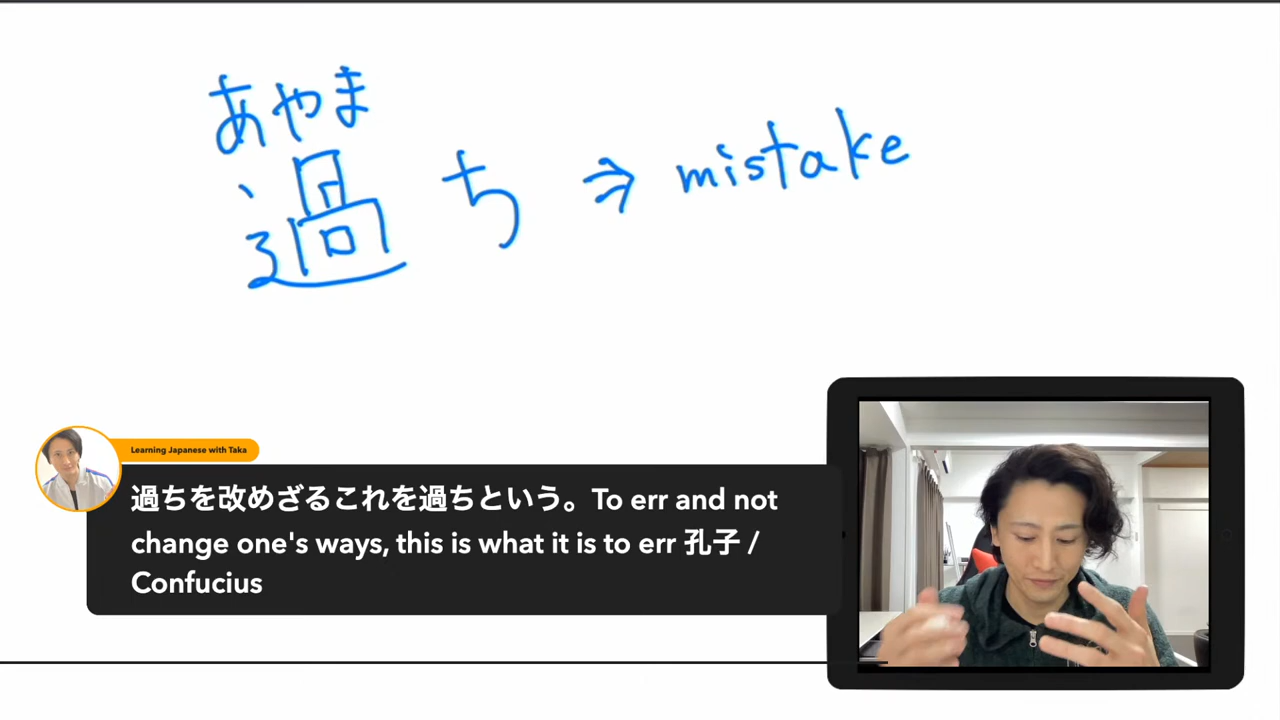 あやま
過ち ⇒ mistake
Learning Japanese with Taka
過ちを改めざるこれを過ちという。To err and not
change one's ways, this is what it is to err 孔子 /
Confucius